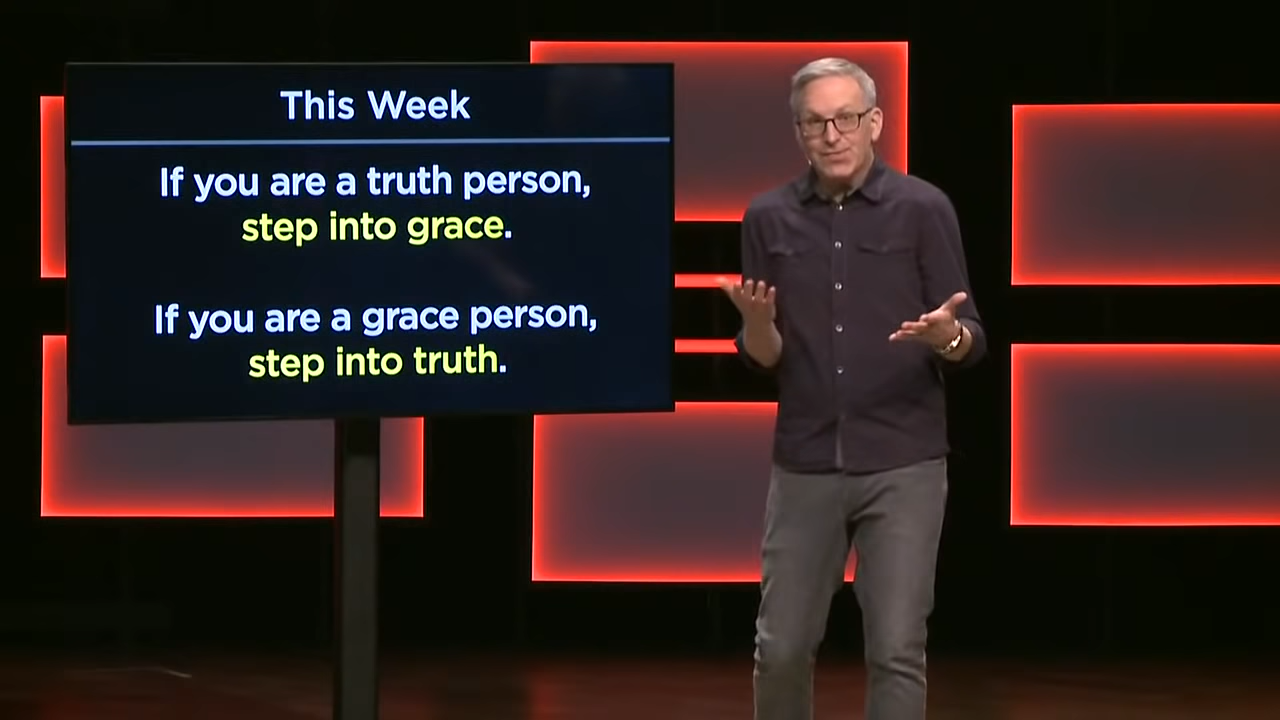 This Week
If you are a truth person,
step into grace.
If you are a grace person,
step into truth.